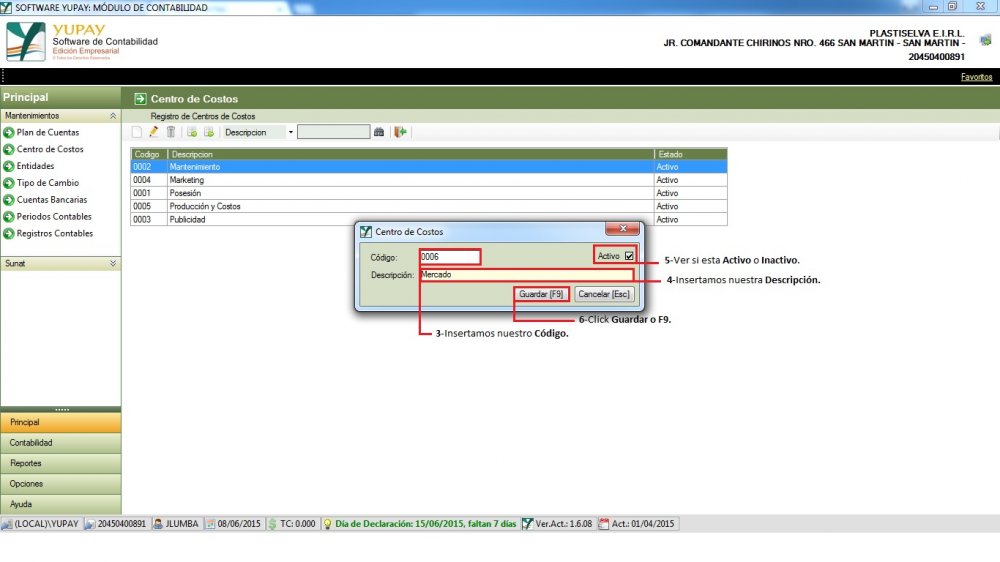 SOFTWARE YUPAY: MÓDULO DE CONTABILIDAD
YUPAY
Software de Contabilidad
Edición Empresarial
© Todos los Derechos Reservados
PLASTISELVA E.I.R.L.
JR. COMANDANTE CHIRINOS NRO. 466 SAN MARTIN - SAN MARTIN -
20450400891
Favoritos
Principal
Centro de Costos
Mantenimientos
Registro de Centros de Costos
Plan de Cuentas
Centro de Costos
Entidades
Tipo de Cambio
Cuentas Bancarias
Periodos Contables
Registros Contables
Sunat
Descripcion
Codigo Descripcion Estado
0002 Mantenimiento Activo
0004 Marketing Activo
0001 Posesión Activo
0005 Producción y Costos Activo
0003 Publicidad Activo
Centro de Costos
Código: 0006 Activo
Descripción: Mercado
Guardar [F9] Cancelar [Esc]
5-Ver si esta Activo o Inactivo.
4-Insertamos nuestra Descripción.
6-Click Guardar o F9.
3-Insertamos nuestro Código.
Principal
Contabilidad
Reportes
Opciones
Ayuda
(LOCAL)\YUPAY 20450400891 JLUMBA 08/06/2015 TC: 0.000 Día de Declaración: 15/06/2015, faltan 7 días Ver.Act.: 1.6.08 Act.: 01/04/2015